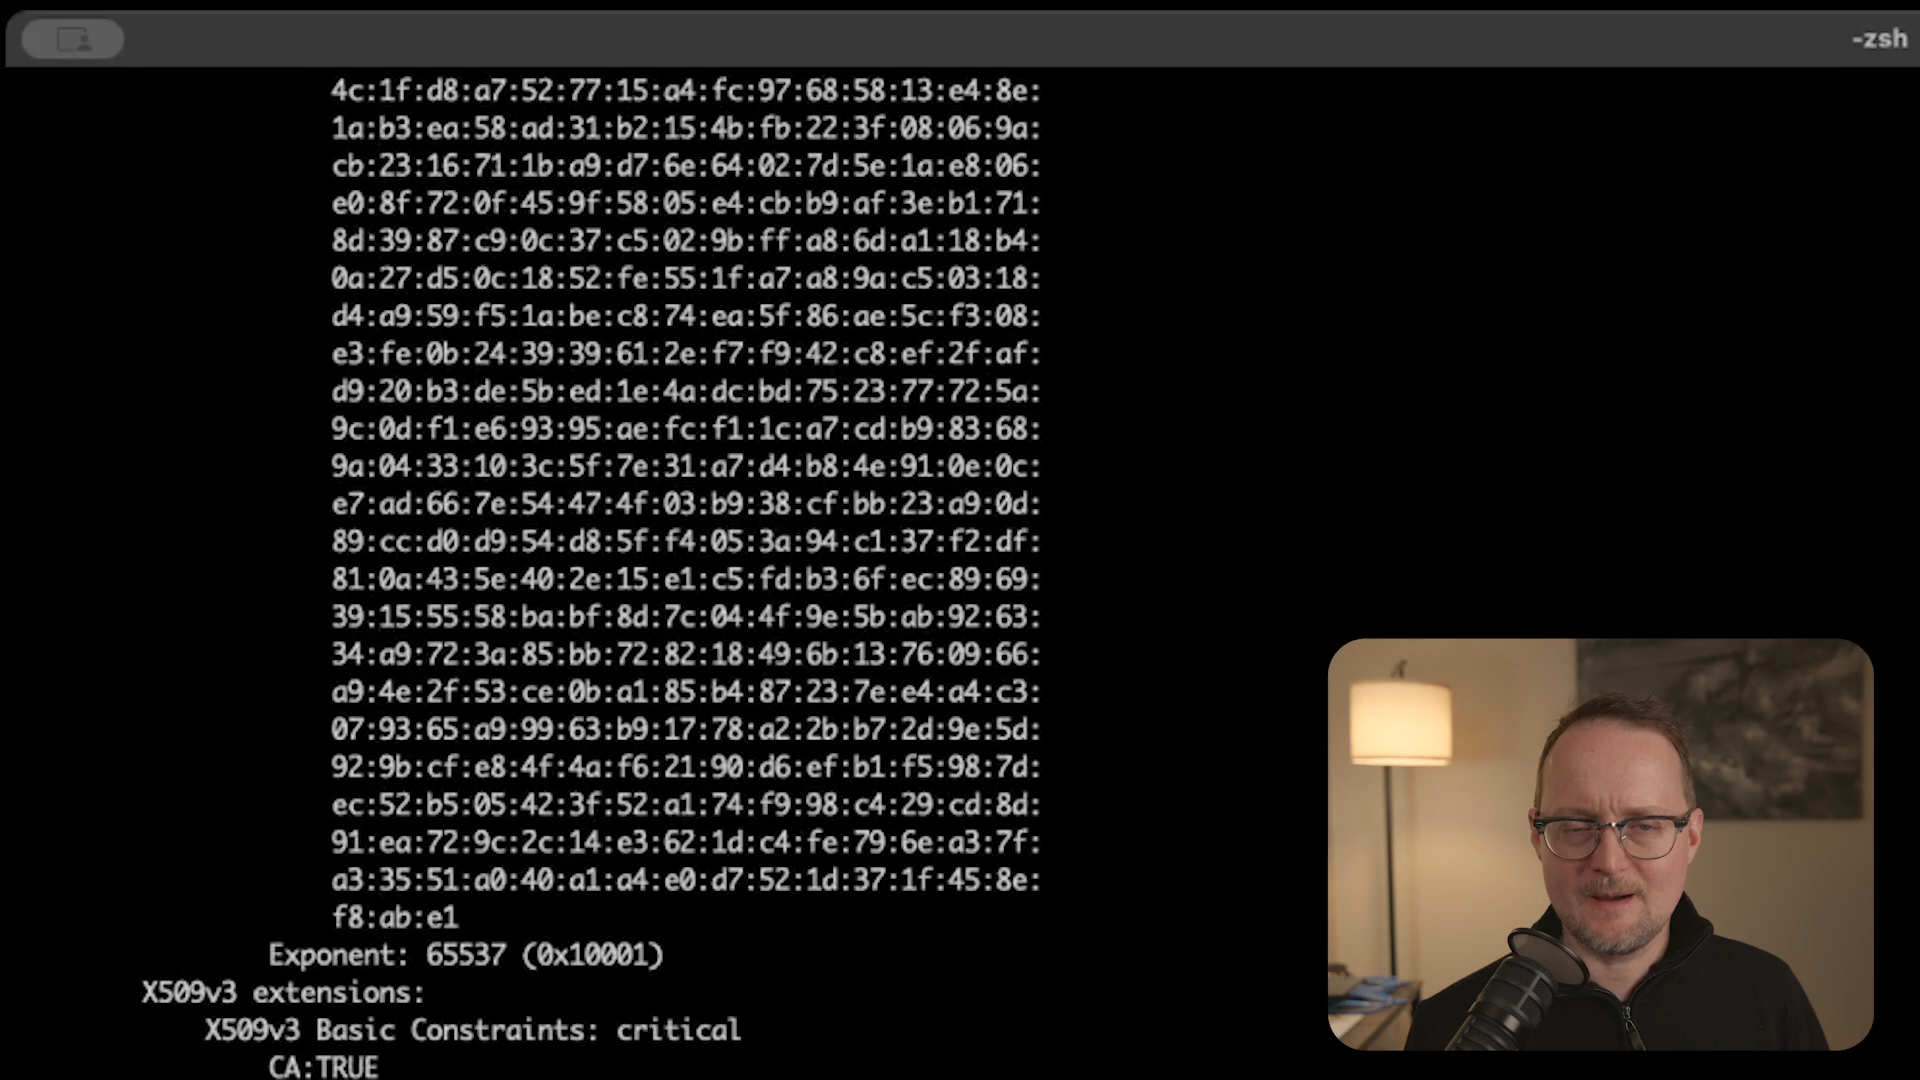 -zsh
4c:1f:d8:a7:52:77:15:a4:fc:97:68:58:13:e4:8e:
1a:b3:ea:58:ad:31:b2:15:4b:fb:22:3f:08:06:9a:
cb:23:16:71:1b:a9:d7:6e:64:02:7d:5e:1a:e8:06:
e0:8f:72:0f:45:9f:58:05:e4:cb:b9:af:3e:b1:71:
8d:39:87:c9:0c:37:c5:02:9b:ff:a8:6d:a1:18:b4:
0a:27:d5:0c:18:52:fe:55:1f:a7:a8:9a:c5:03:18:
d4:a9:59:f5:1a:be:c8:74:ea:5f:86:ae:5c:f3:08:
e3:fe:0b:24:39:39:61:2e:f7:f9:42:c8:ef:2f:af:
d9:20:b3:de:5b:ed:1e:4a:dc:bd:75:23:77:72:5a:
9c:0d:f1:e6:93:95:ae:fc:f1:1c:a7:cd:b9:83:68:
9a:04:33:10:3c:5f:7e:31:a7:d4:b8:4e:91:0e:0c:
e7:ad:66:7e:54:47:4f:03:b9:38:cf:bb:23:a9:0d:
89:cc:d0:d9:54:d8:5f:f4:05:3a:94:c1:37:f2:df:
81:0a:43:5e:40:2e:15:e1:c5:fd:b3:6f:ec:89:69:
39:15:55:58:ba:bf:8d:7c:04:4f:9e:5b:ab:92:63:
34:a9:72:3a:85:bb:72:82:18:49:6b:13:76:09:66:
a9:4e:2f:53:ce:0b:a1:85:b4:87:23:7e:e4:a4:c3:
07:93:65:a9:99:63:b9:17:78:a2:2b:b7:2d:9e:5d:
92:9b:cf:e8:4f:4a:f6:21:90:d6:ef:b1:f5:98:7d:
ec:52:b5:05:42:3f:52:a1:74:f9:98:c4:29:cd:8d:
91:ea:72:9c:2c:14:e3:62:1d:c4:fe:79:6e:a3:7f:
a3:35:51:a0:40:a1:a4:e0:d7:52:1d:37:1f:45:8e:
f8:ab:e1
Exponent: 65537 (0x10001)
X509v3 extensions:
X509v3 Basic Constraints: critical
CA:TRUE